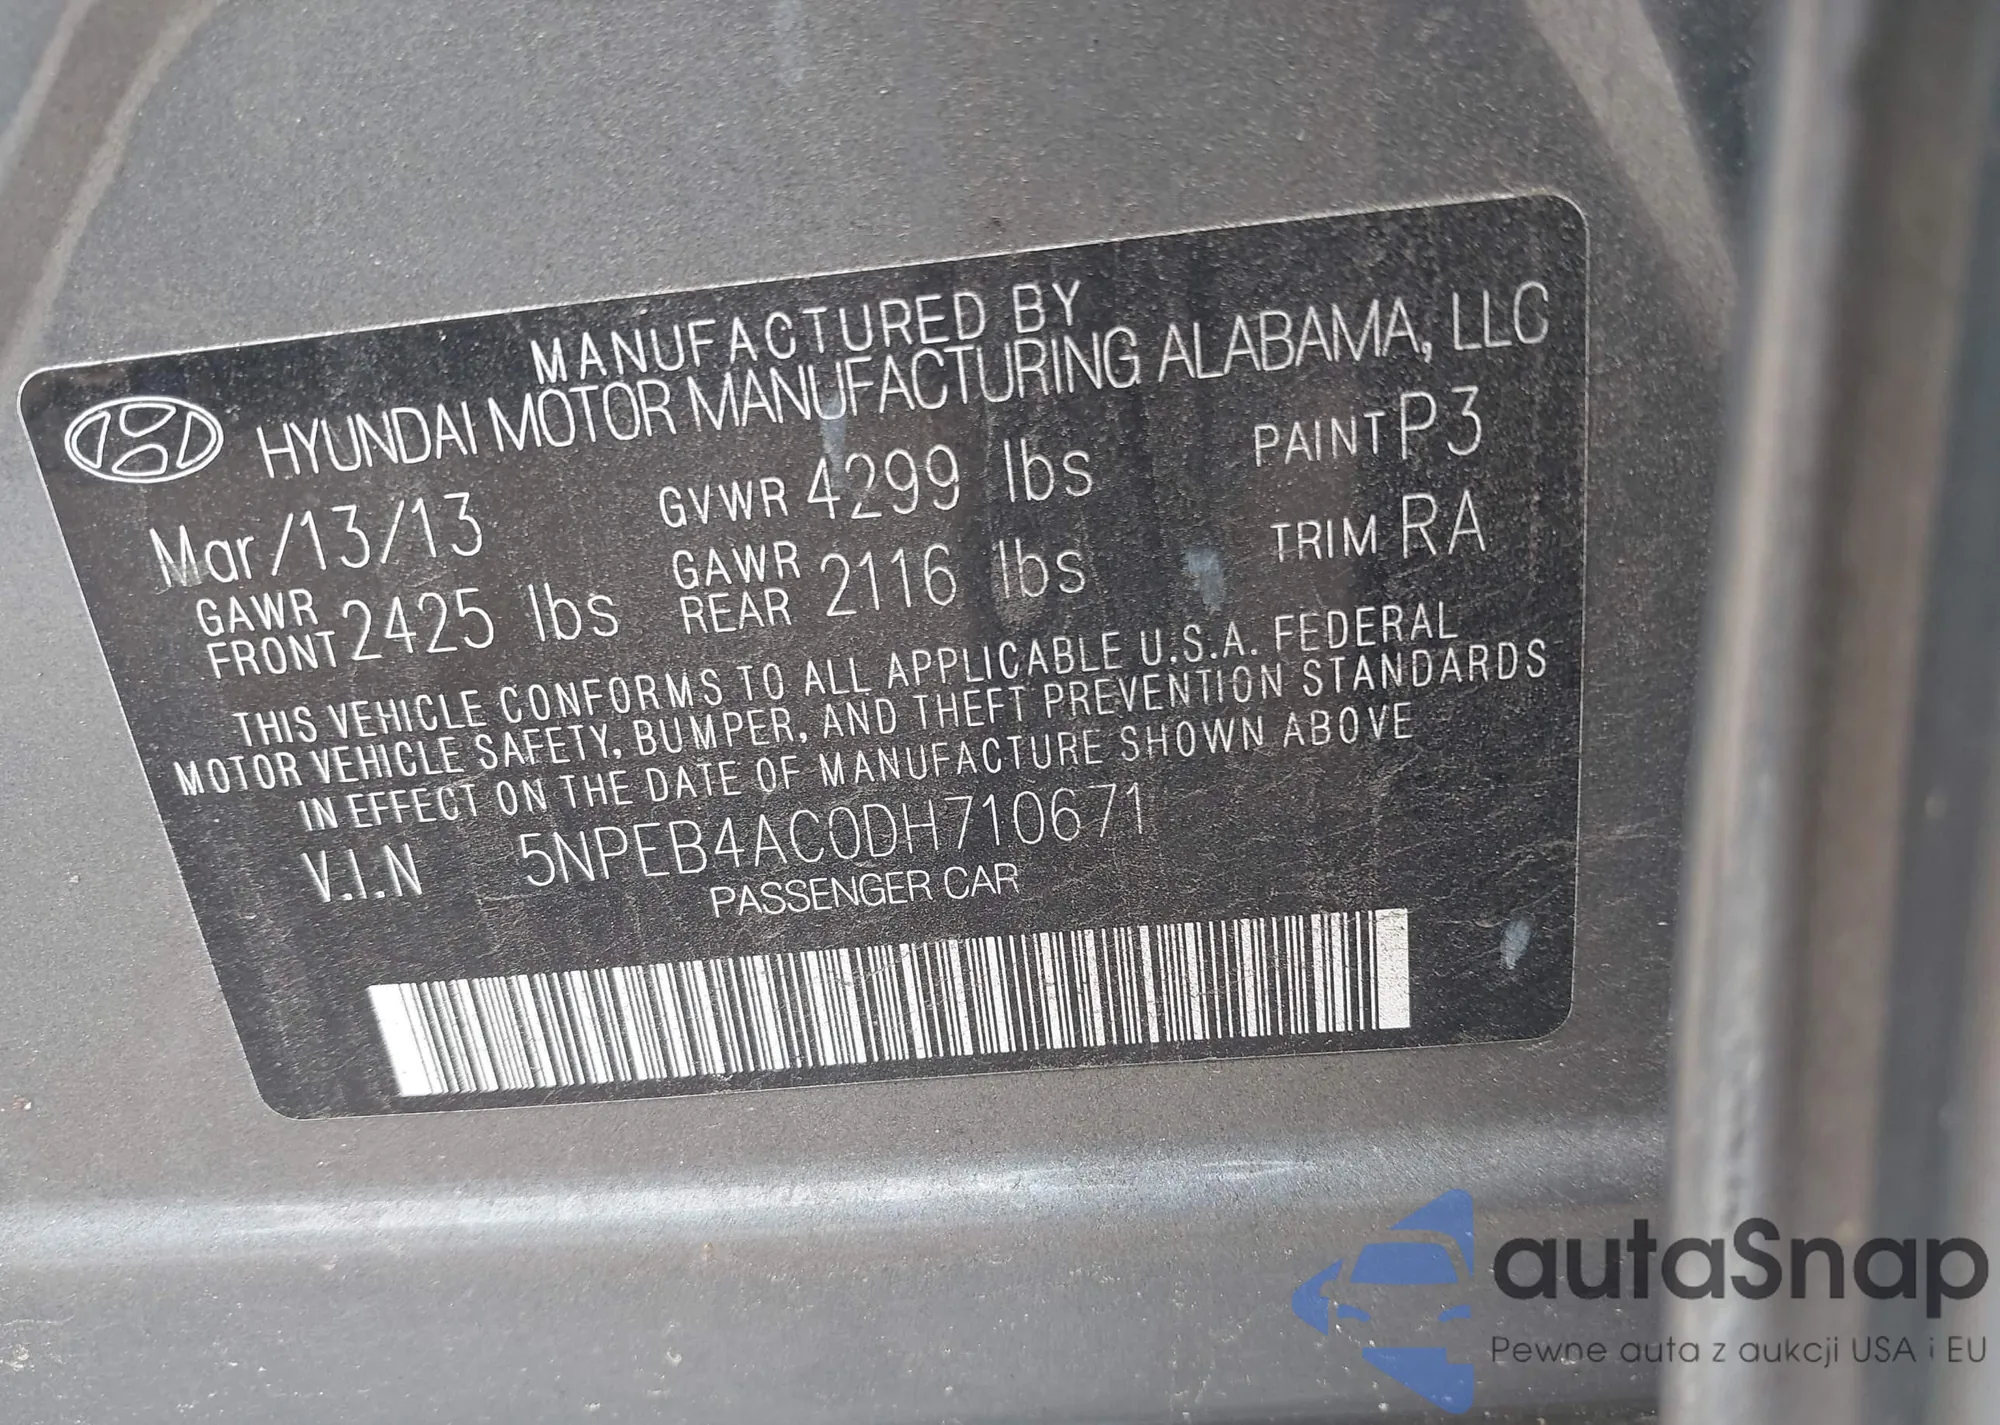 MANUFACTURED BY
HYUNDAI MOTOR MANUFACTURING ALABAMA, LLC
Mar/13/13 GVWR 4299 lbs PAINT P3
GAWR FRONT 2425 lbs GAWR REAR 2116 lbs TRIM RA
THIS VEHICLE CONFORMS TO ALL APPLICABLE U.S.A. FEDERAL
MOTOR VEHICLE SAFETY, BUMPER, AND THEFT PREVENTION STANDARDS
IN EFFECT ON THE DATE OF MANUFACTURE SHOWN ABOVE
V.I.N 5NPEB4AC0DH710671
PASSENGER CAR
autaSnap
Pewne auta z aukcji USA i EU